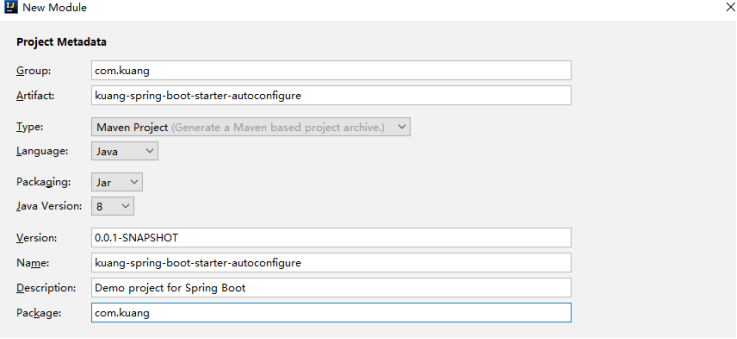 New Module
Project Metadata
Group: com.kuang
Artifact: kuang-spring-boot-starter-autoconfigure
Type: Maven Project (Generate a Maven based project archive.)
Language: Java
Packaging: Jar
Java Version: 8
Version: 0.0.1-SNAPSHOT
Name: kuang-spring-boot-starter-autoconfigure
Description: Demo project for Spring Boot
Package: com.kuang